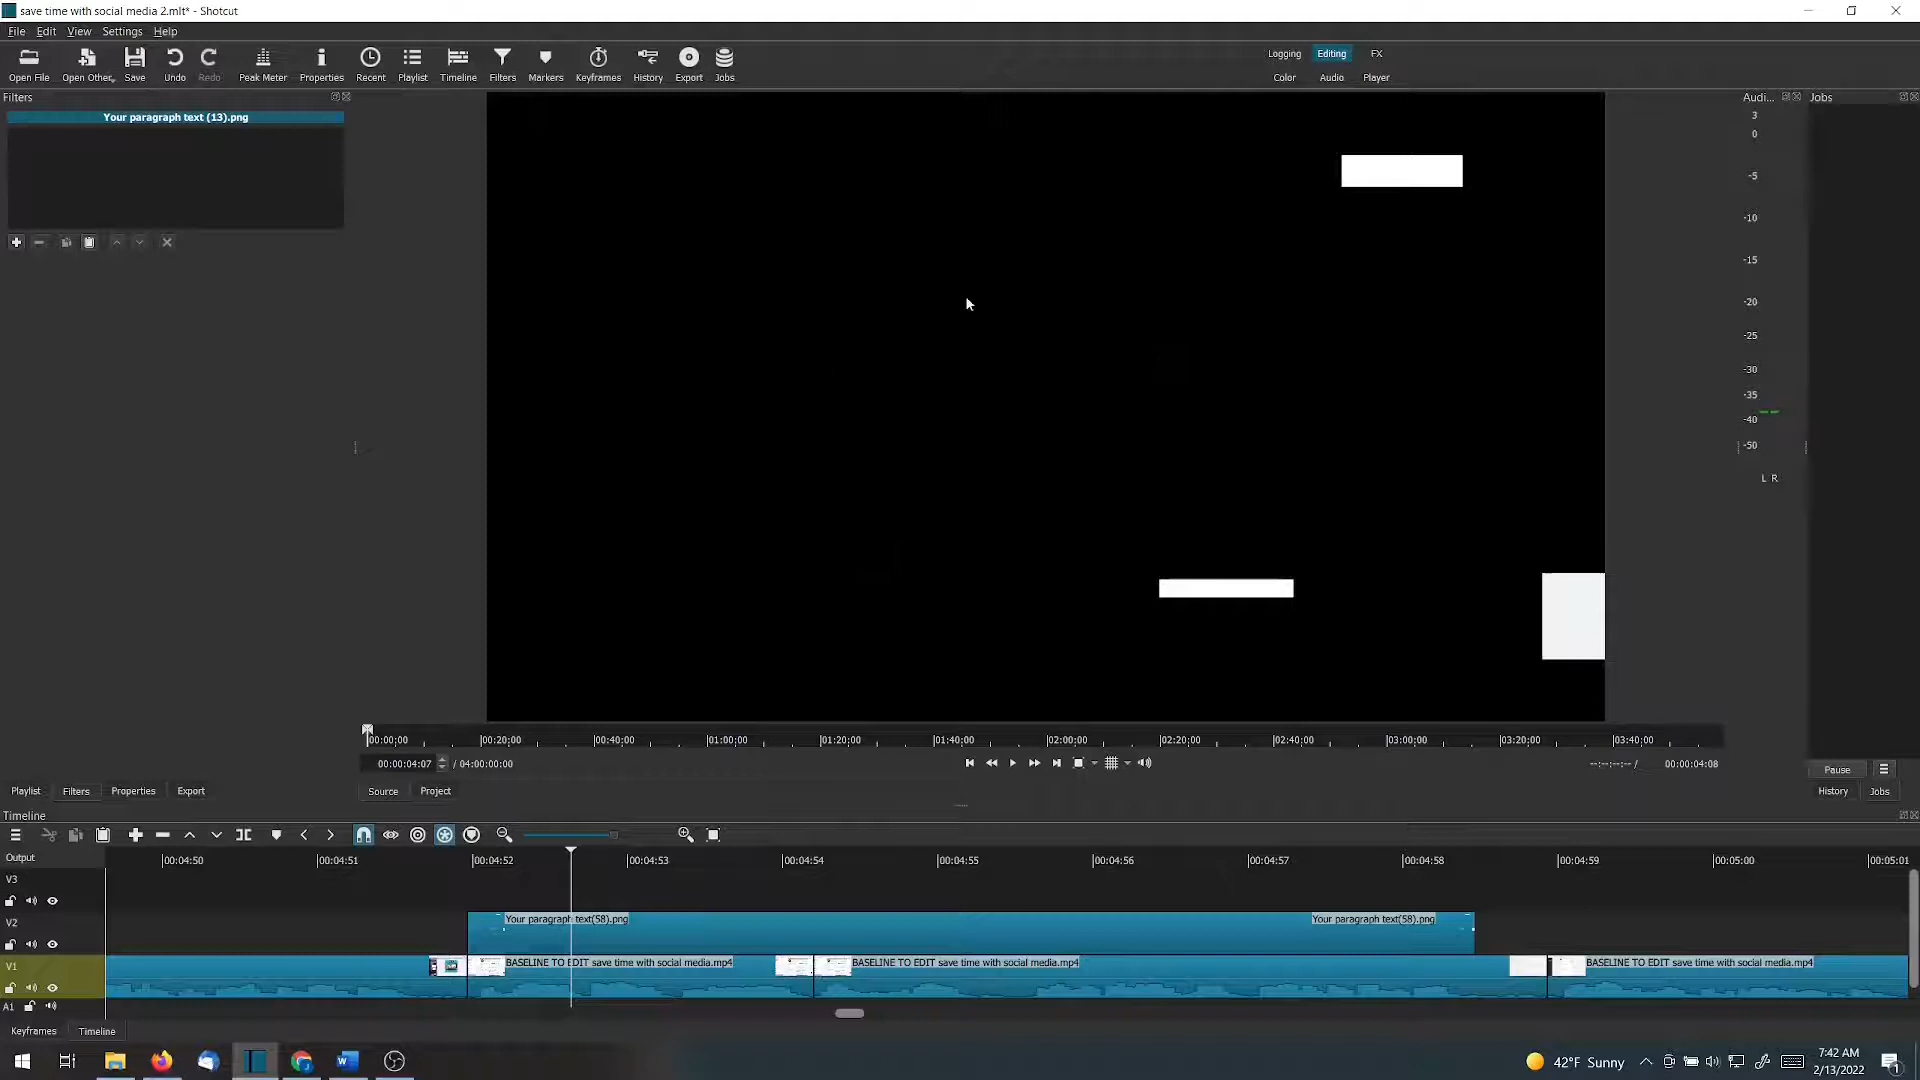 save time with social media 2.mlt* - Shotcut
File Edit View Settings Help
Open File Open Other Save Undo Redo Peak Meter Properties Recent Playlist Timeline Filters Markers Keyframes History Export Jobs
Logging Editing FX
Color Audio Player
Filters
Audi... Jobs
Your paragraph text (13).png
3
0
-5
-10
-15
-20
-25
-30
-35
-40
-50
L R
00:00;00 00:20;00 00:40;00 01:00;00 01:20;00 01:40;00 02:00;00 02:20;00 02:40;00 03:00;00 03:20;00 03:40;00
00:00:04:07 / 04:00:00:00 --:--:--:-- / 00:00:04:08
Pause
Playlist Filters Properties Export Source Project History Jobs
Timeline
Output 00:04:50 00:04:51 00:04:52 00:04:53 00:04:54 00:04:55 00:04:56 00:04:57 00:04:58 00:04:59 00:05:00 00:05:01
V3
V2 Your paragraph text(58).png Your paragraph text(58).png
V1 BASELINE TO EDIT save time with social media.mp4 BASELINE TO EDIT save time with social media.mp4 BASELINE TO EDIT save time with social media.mp4
A1
Keyframes Timeline
42°F Sunny
7:42 AM
2/13/2022
1